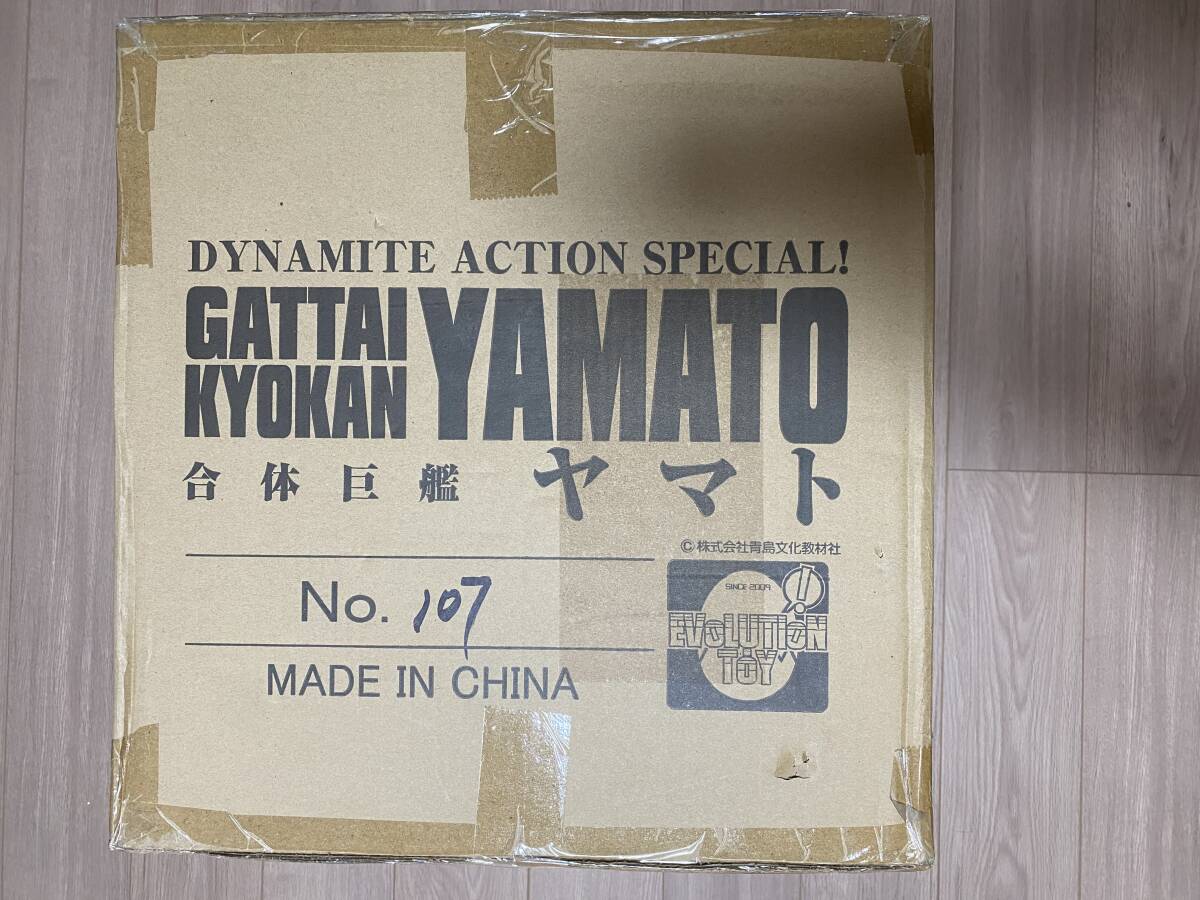 DYNAMITE ACTION SPECIAL!
GATTAI KYOKAN YAMATO
合体巨艦 ヤマト
©株式会社青島文化教材社
No. 107
MADE IN CHINA
SINCE 2009
EVOLUTION
TOY
!